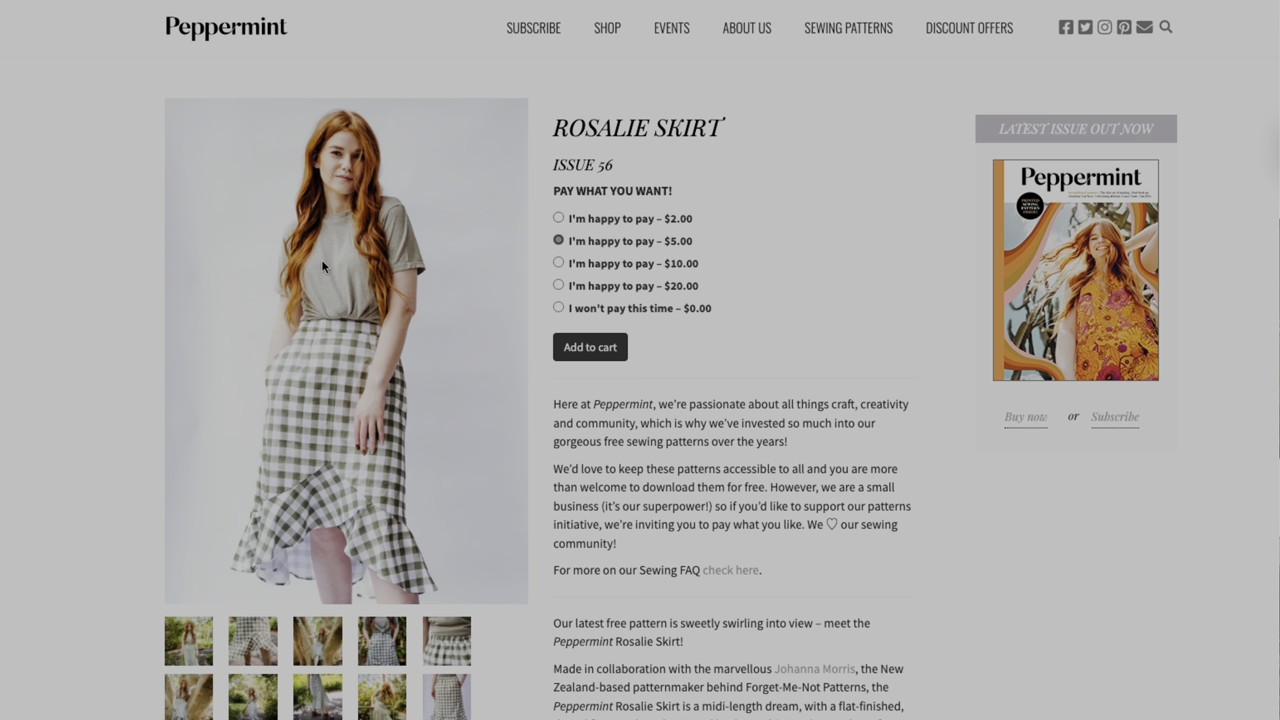 Peppermint
SUBSCRIBE SHOP EVENTS ABOUT US SEWING PATTERNS DISCOUNT OFFERS
ROSALIE SKIRT
ISSUE 56
PAY WHAT YOU WANT!
I'm happy to pay – $2.00
I'm happy to pay – $5.00
I'm happy to pay – $10.00
I'm happy to pay – $20.00
I won't pay this time – $0.00
Add to cart
Here at Peppermint, we're passionate about all things craft, creativity
and community, which is why we've invested so much into our
gorgeous free sewing patterns over the years!
We'd love to keep these patterns accessible to all and you are more
than welcome to download them for free. However, we are a small
business (it's our superpower!) so if you'd like to support our patterns
initiative, we're inviting you to pay what you like. We ♡ our sewing
community!
For more on our Sewing FAQ check here.
Our latest free pattern is sweetly swirling into view – meet the
Peppermint Rosalie Skirt!
Made in collaboration with the marvellous Johanna Morris, the New
Zealand-based patternmaker behind Forget-Me-Not Patterns, the
Peppermint Rosalie Skirt is a midi-length dream, with a flat-finished,
LATEST ISSUE OUT NOW
Peppermint
Buy now or Subscribe